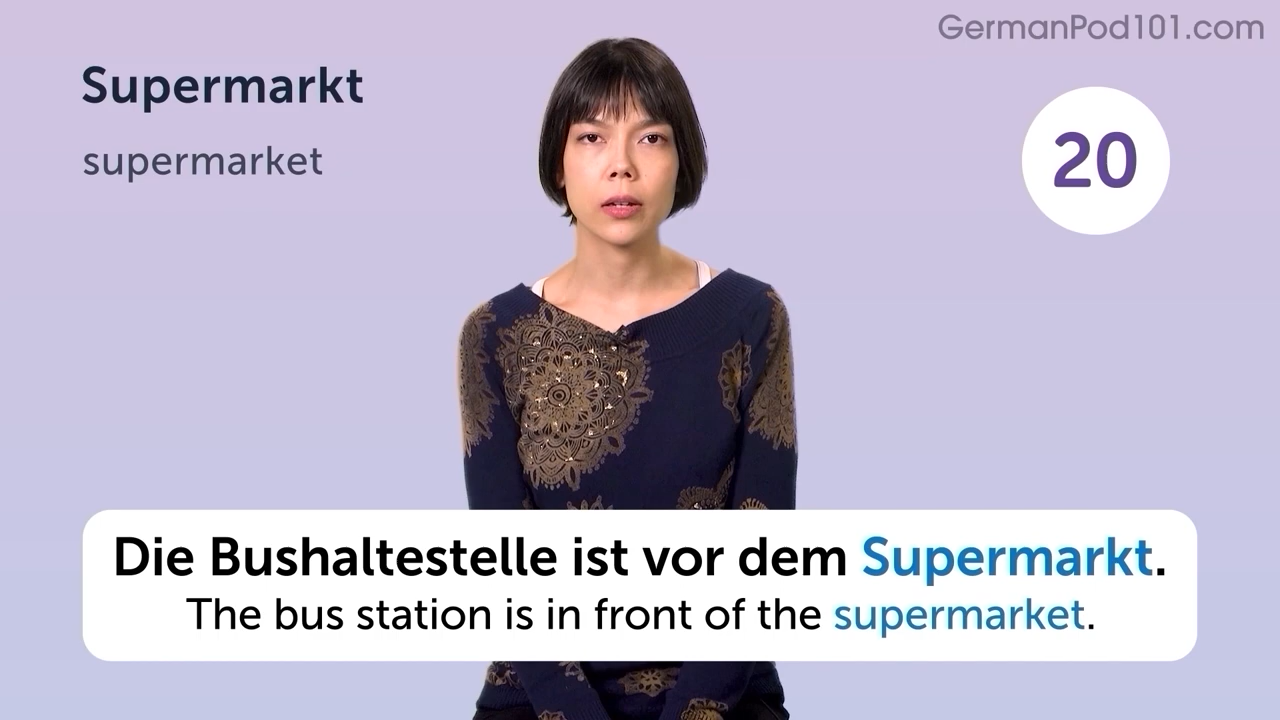 GermanPod101.com
Supermarkt
supermarket
20
Die Bushaltestelle ist vor dem Supermarkt.
The bus station is in front of the supermarket.